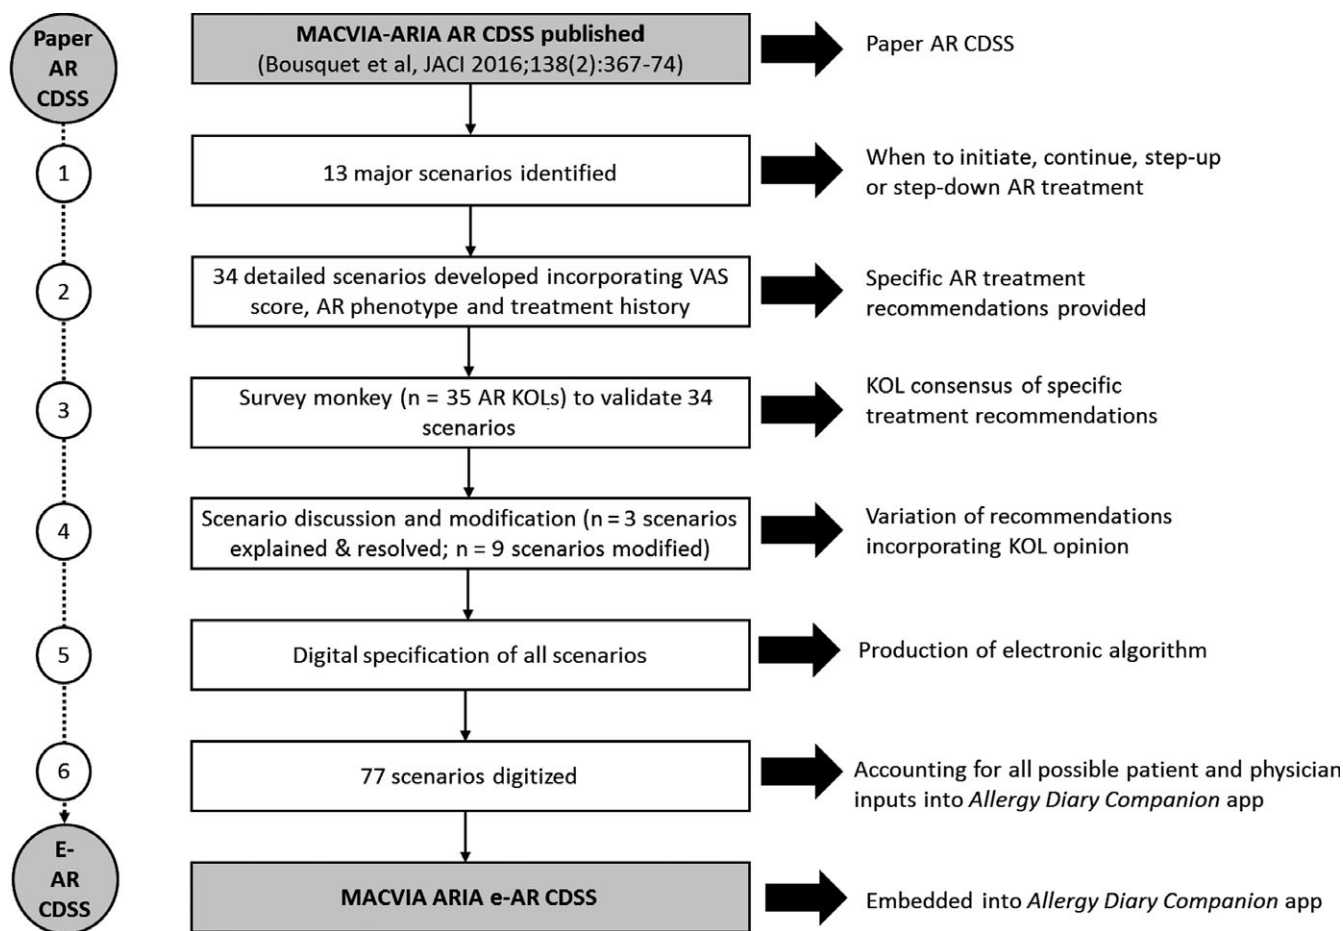 Paper
AR
CDSS
MACVIA-ARIA AR CDSS published
(Bousquet et al, JACI 2016;138(2):367-74)
Paper AR CDSS
1
13 major scenarios identified
When to initiate, continue, step-up
or step-down AR treatment
2
34 detailed scenarios developed incorporating VAS
score, AR phenotype and treatment history
Specific AR treatment
recommendations provided
3
Survey monkey (n = 35 AR KOLs) to validate 34
scenarios
KOL consensus of specific
treatment recommendations
4
Scenario discussion and modification (n = 3 scenarios
explained & resolved; n = 9 scenarios modified)
Variation of recommendations
incorporating KOL opinion
5
Digital specification of all scenarios
Production of electronic algorithm
6
77 scenarios digitized
Accounting for all possible patient and physician
inputs into Allergy Diary Companion app
E-
AR
CDSS
MACVIA ARIA e-AR CDSS
Embedded into Allergy Diary Companion app